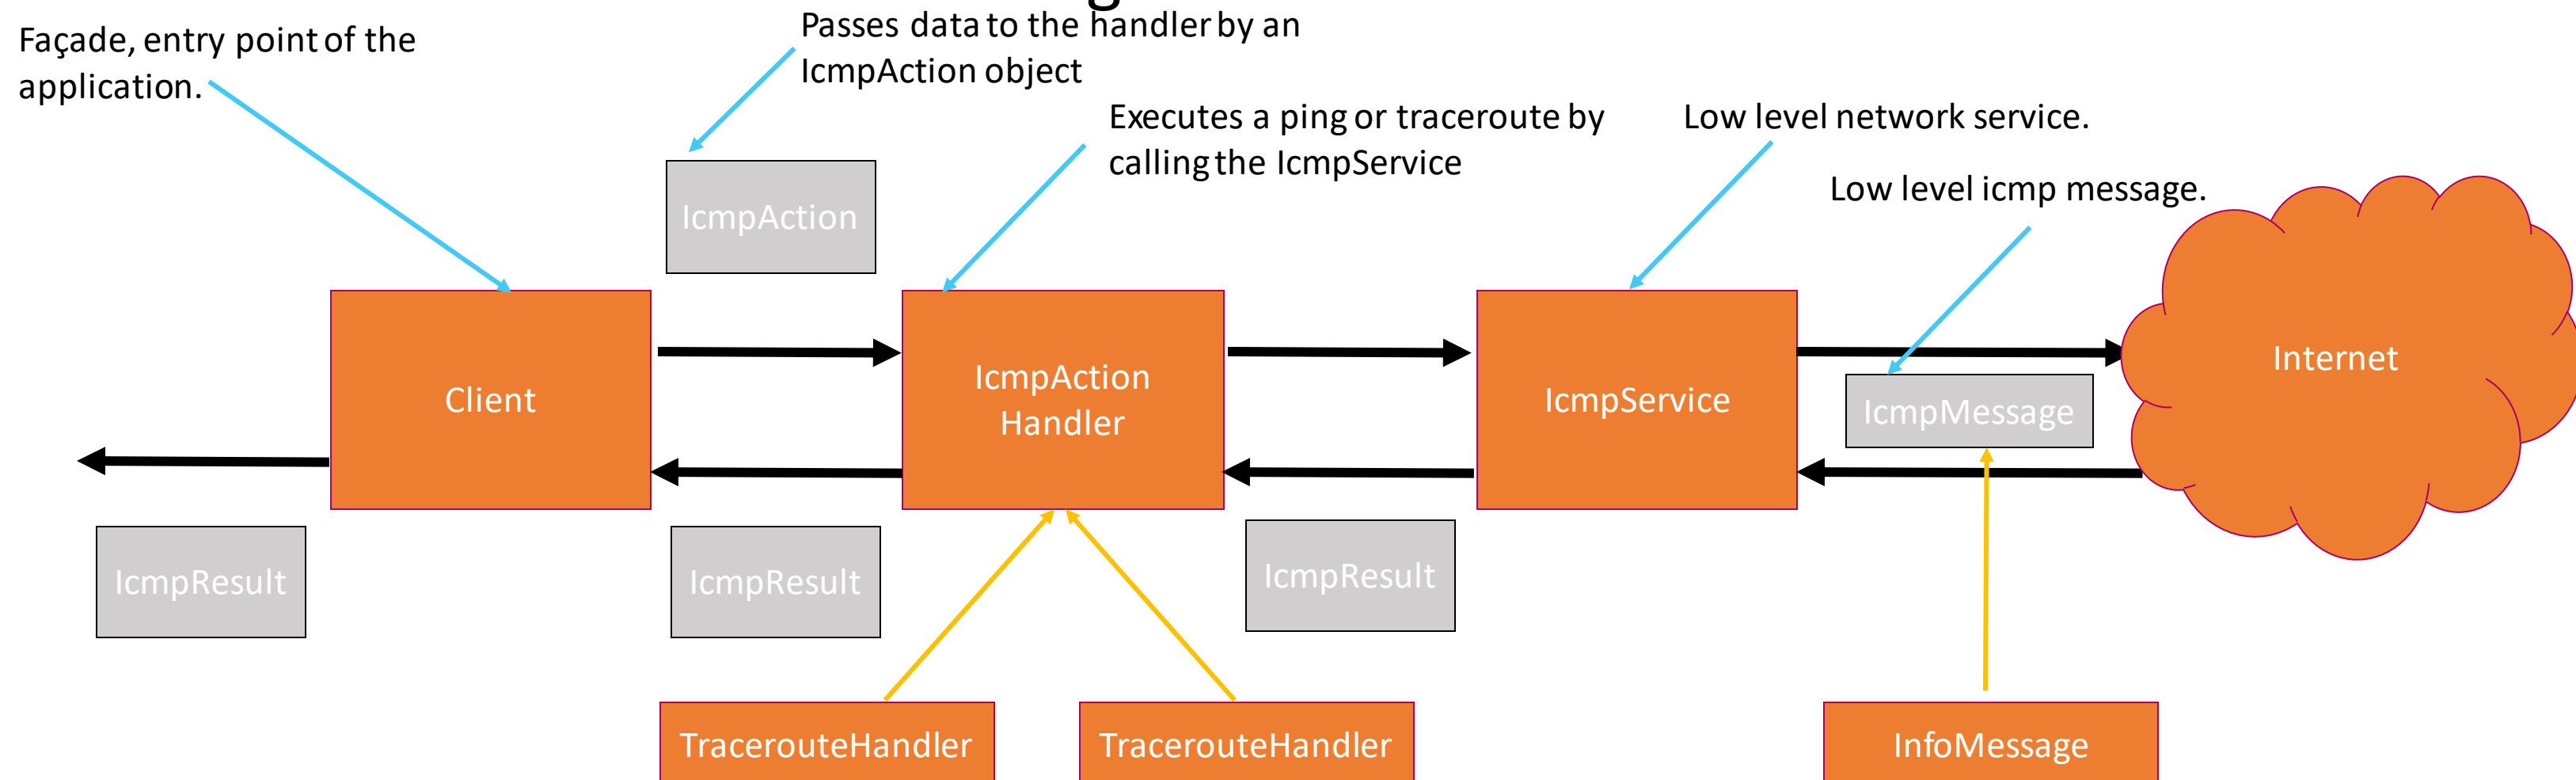 Façade, entry point of the
application.
Passes data to the handler by an
IcmpAction object
Executes a ping or traceroute by
calling the IcmpService
Low level network service.
Low level icmp message.
IcmpAction
Client
IcmpAction
Handler
IcmpService
IcmpMessage
Internet
IcmpResult
IcmpResult
IcmpResult
TracerouteHandler
TracerouteHandler
InfoMessage